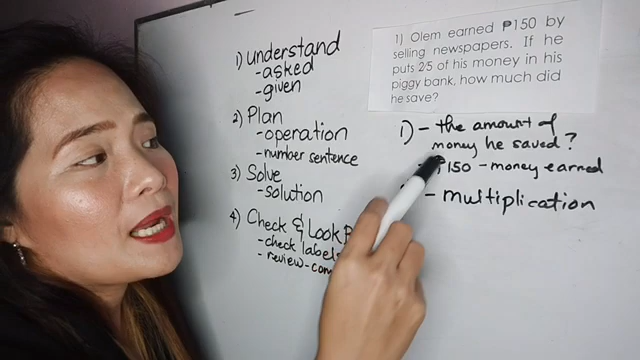 1) understand
- asked
- given
2) Plan
- operation
- number sentence
3) Solve
- solution
4) Check & Look
- check label
- review -
1) Olem earned ₱150 by
selling newspapers. If he
puts 2⁄5 of his money in his
piggy bank, how much did
he save?
1) - the amount of
money he saved?
₱150 - money earned
- multiplication